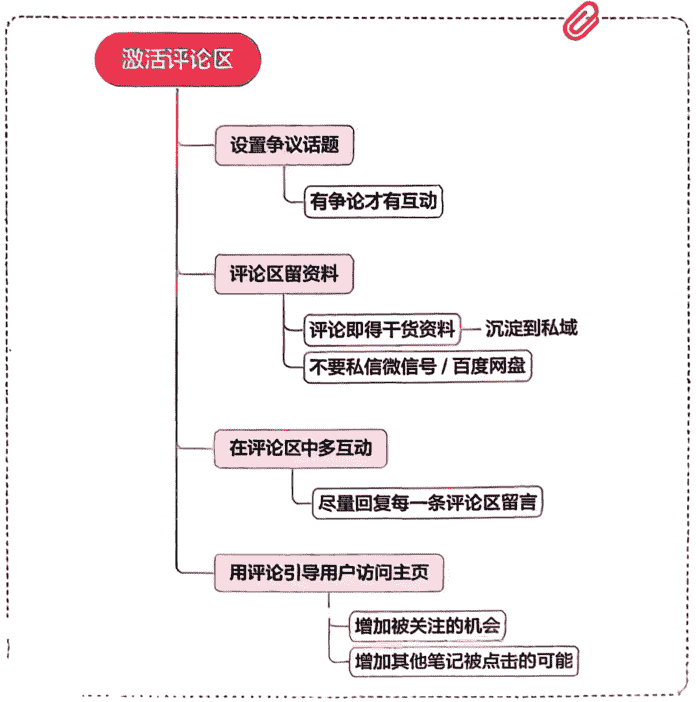 激活评论区
设置争议话题
有争论才有互动
评论区留资料
评论即得干货资料 沉淀到私域
不要私信微信号 / 百度网盘
在评论区中多互动
尽量回复每一条评论区留言
用评论引导用户访问主页
增加被关注的机会
增加其他笔记被点击的可能